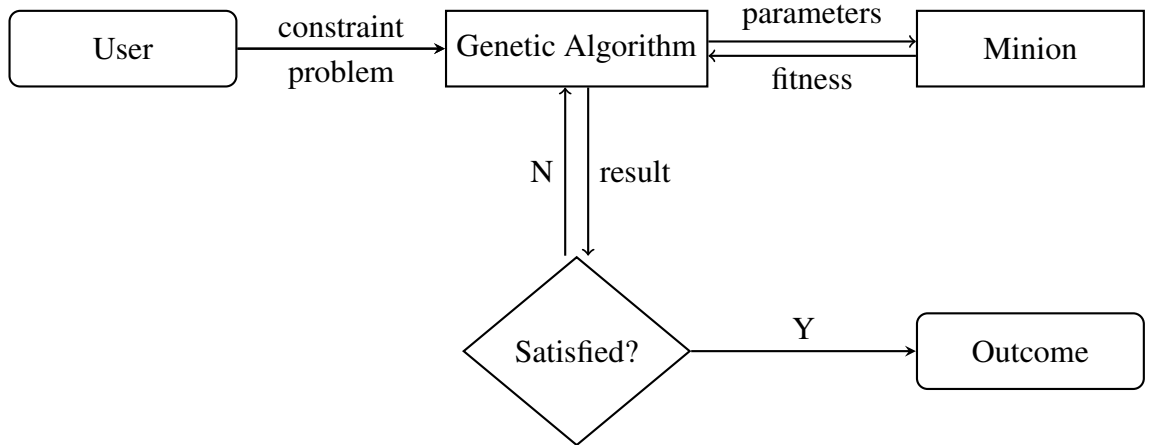 User
constraint
problem
Genetic Algorithm
parameters
fitness
Minion
N
result
Satisfied?
Y
Outcome